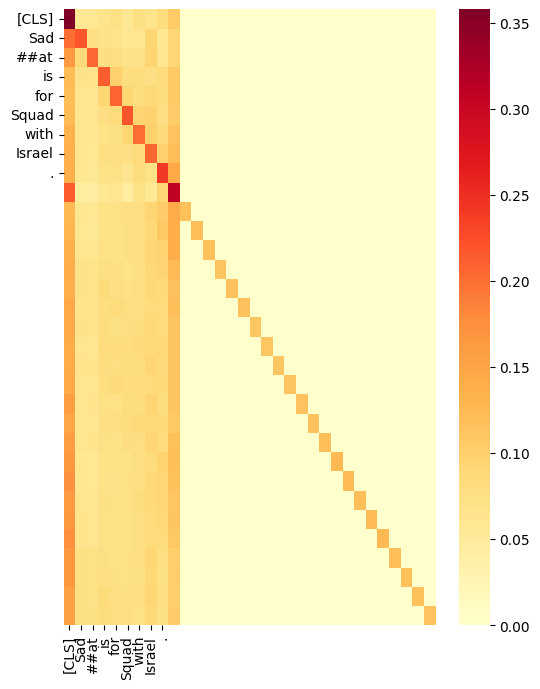 [CLS]
Sad
##at
is
for
Squad
with
Israel
.
0.35
0.30
0.25
0.20
0.15
0.10
0.05
0.00
[CLS]
Sad
##at
is
for
Squad
with
Israel
.